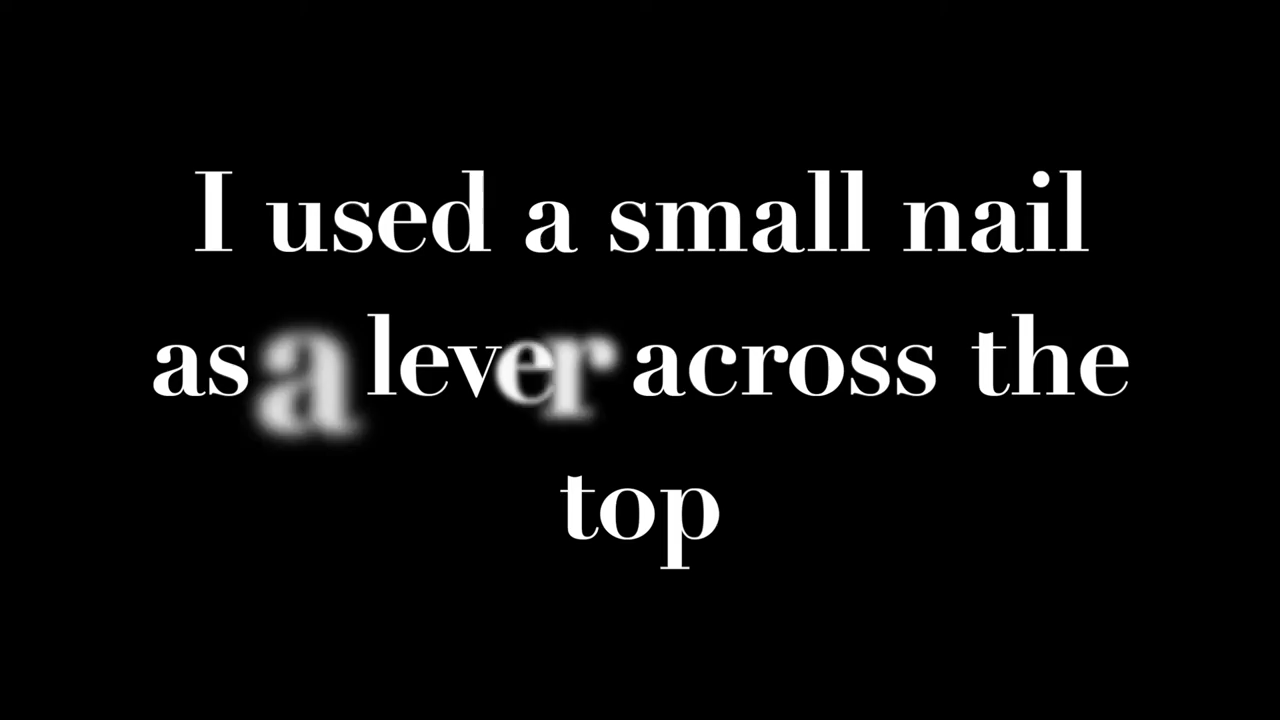 I used a small nail
as a lever across the
top